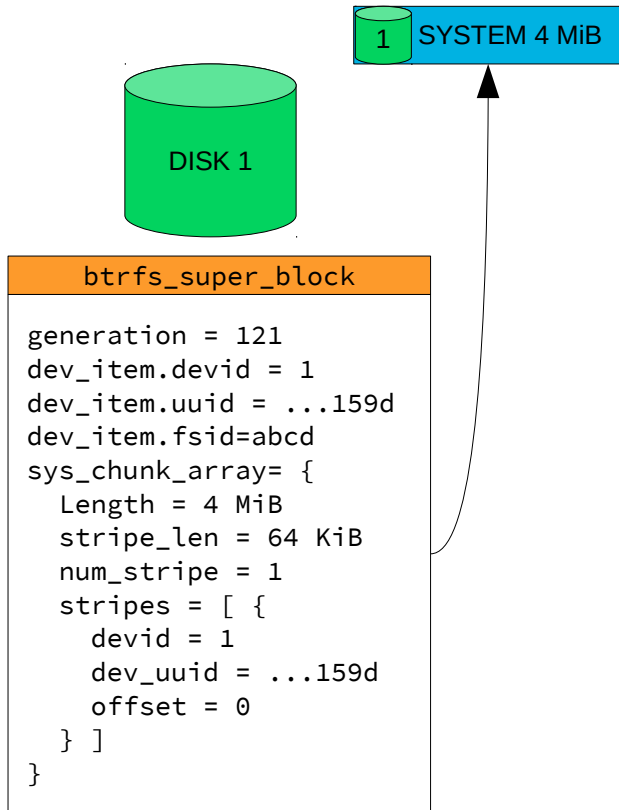 1 SYSTEM 4 MiB
DISK 1
btrfs_super_block
generation = 121
dev_item.devid = 1
dev_item.uuid = ...159d
dev_item.fsid=abcd
sys_chunk_array= {
  Length = 4 MiB
  stripe_len = 64 KiB
  num_stripe = 1
  stripes = [ {
    devid = 1
    dev_uuid = ...159d
    offset = 0
  } ]
}